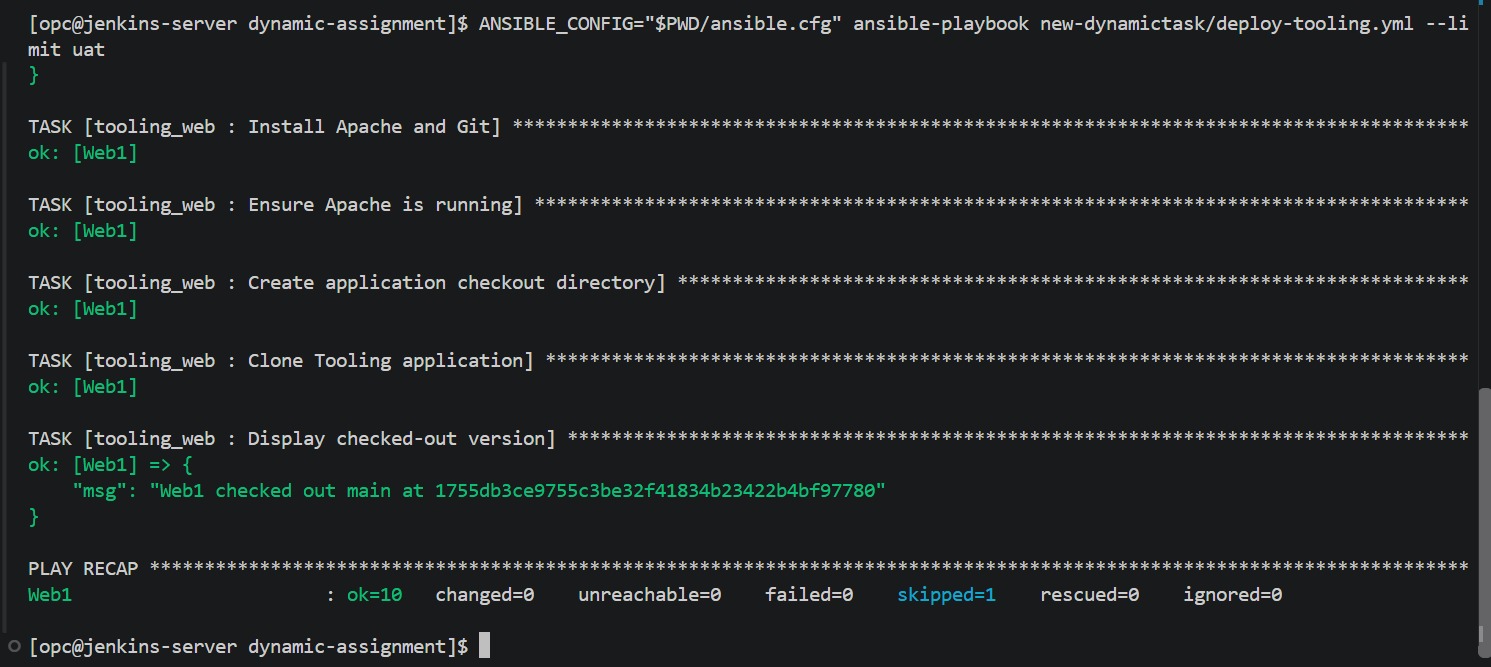 [opc@jenkins-server dynamic-assignment]$ ANSIBLE_CONFIG="$PWD/ansible.cfg" ansible-playbook new-dynamictask/deploy-tooling.yml --li
mit uat
}
TASK [tooling_web : Install Apache and Git] ***************************************************************************************
ok: [Web1]
TASK [tooling_web : Ensure Apache is running] *************************************************************************************
ok: [Web1]
TASK [tooling_web : Create application checkout directory] ************************************************************************
ok: [Web1]
TASK [tooling_web : Clone Tooling application] ************************************************************************************
ok: [Web1]
TASK [tooling_web : Display checked-out version] **********************************************************************************
ok: [Web1] => {
    "msg": "Web1 checked out main at 1755db3ce9755c3be32f41834b23422b4bf97780"
}
PLAY RECAP ************************************************************************************************************************
Web1                       : ok=10   changed=0    unreachable=0    failed=0    skipped=1    rescued=0    ignored=0
[opc@jenkins-server dynamic-assignment]$